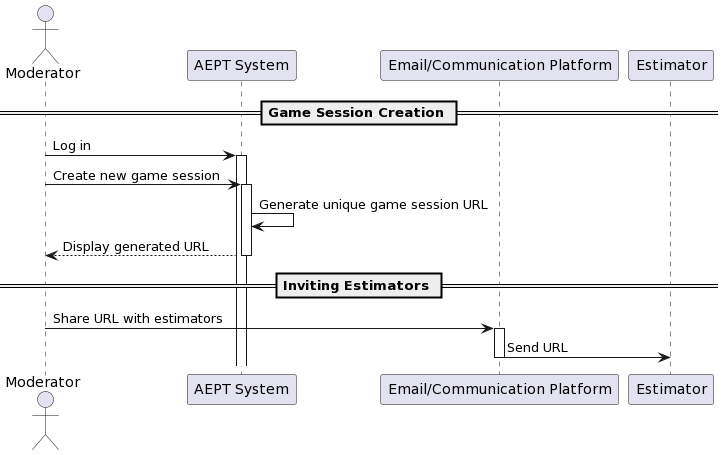 Moderator
AEPT System
Email/Communication Platform
Estimator
Game Session Creation
Log in
Create new game session
Generate unique game session URL
Display generated URL
Inviting Estimators
Share URL with estimators
Send URL
Moderator
AEPT System
Email/Communication Platform
Estimator